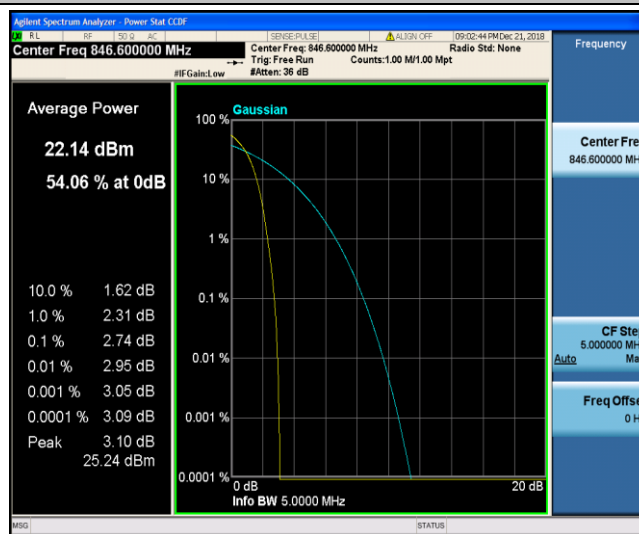 Agilent Spectrum Analyzer - Power Stat CCDF
RL RF 50 Ω AC SENSE:PULSE ALIGN OFF 09:02:44 PM Dec 21, 2018
Center Freq 846.600000 MHz
Center Freq: 846.600000 MHz Radio Std: None
Trig: Free Run Counts:1.00 M/1.00 Mpt
#IFGain:Low #Atten: 36 dB
Frequency
Average Power
22.14 dBm
54.06 % at 0dB
10.0 % 1.62 dB
1.0 % 2.31 dB
0.1 % 2.74 dB
0.01 % 2.95 dB
0.001 % 3.05 dB
0.0001 % 3.09 dB
Peak 3.10 dB
25.24 dBm
Gaussian
100 %
10 %
1 %
0.1 %
0.01 %
0.001 %
0.0001 %
0 dB 20 dB
Info BW 5.0000 MHz
Center Fre
846.600000 MH
CF Ste
5.000000 MH
Auto Ma
Freq Offse
0 H
MSG STATUS